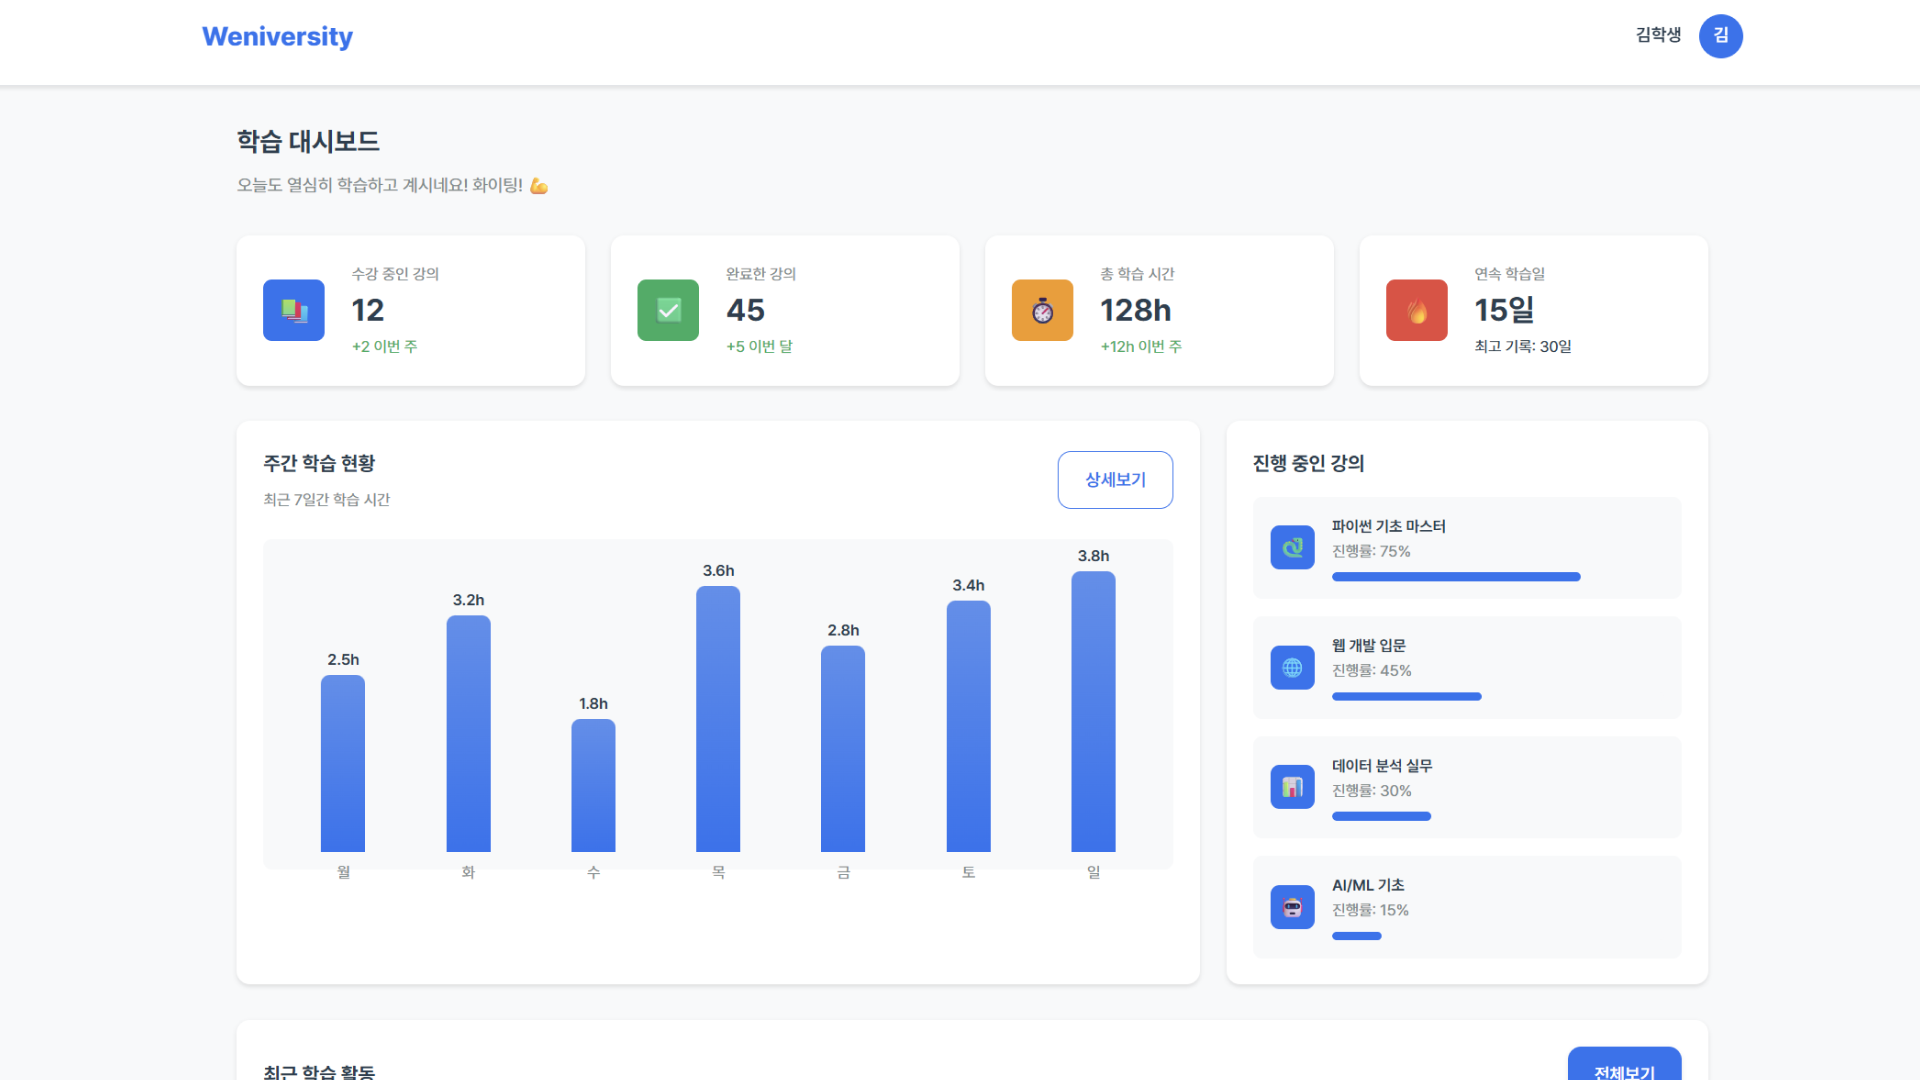 Weniversity
김학생
김
학습 대시보드
오늘도 열심히 학습하고 계시네요! 화이팅! 💪
수강 중인 강의
12
+2 이번 주
완료한 강의
45
+5 이번 달
총 학습 시간
128h
+12h 이번 주
연속 학습일
15일
최고 기록: 30일
주간 학습 현황
최근 7일간 학습 시간
상세보기
2.5h
3.2h
1.8h
3.6h
2.8h
3.4h
3.8h
월
화
수
목
금
토
일
진행 중인 강의
파이썬 기초 마스터
진행률: 75%
웹 개발 입문
진행률: 45%
데이터 분석 실무
진행률: 30%
AI/ML 기초
진행률: 15%
최근 학습 활동
전체보기